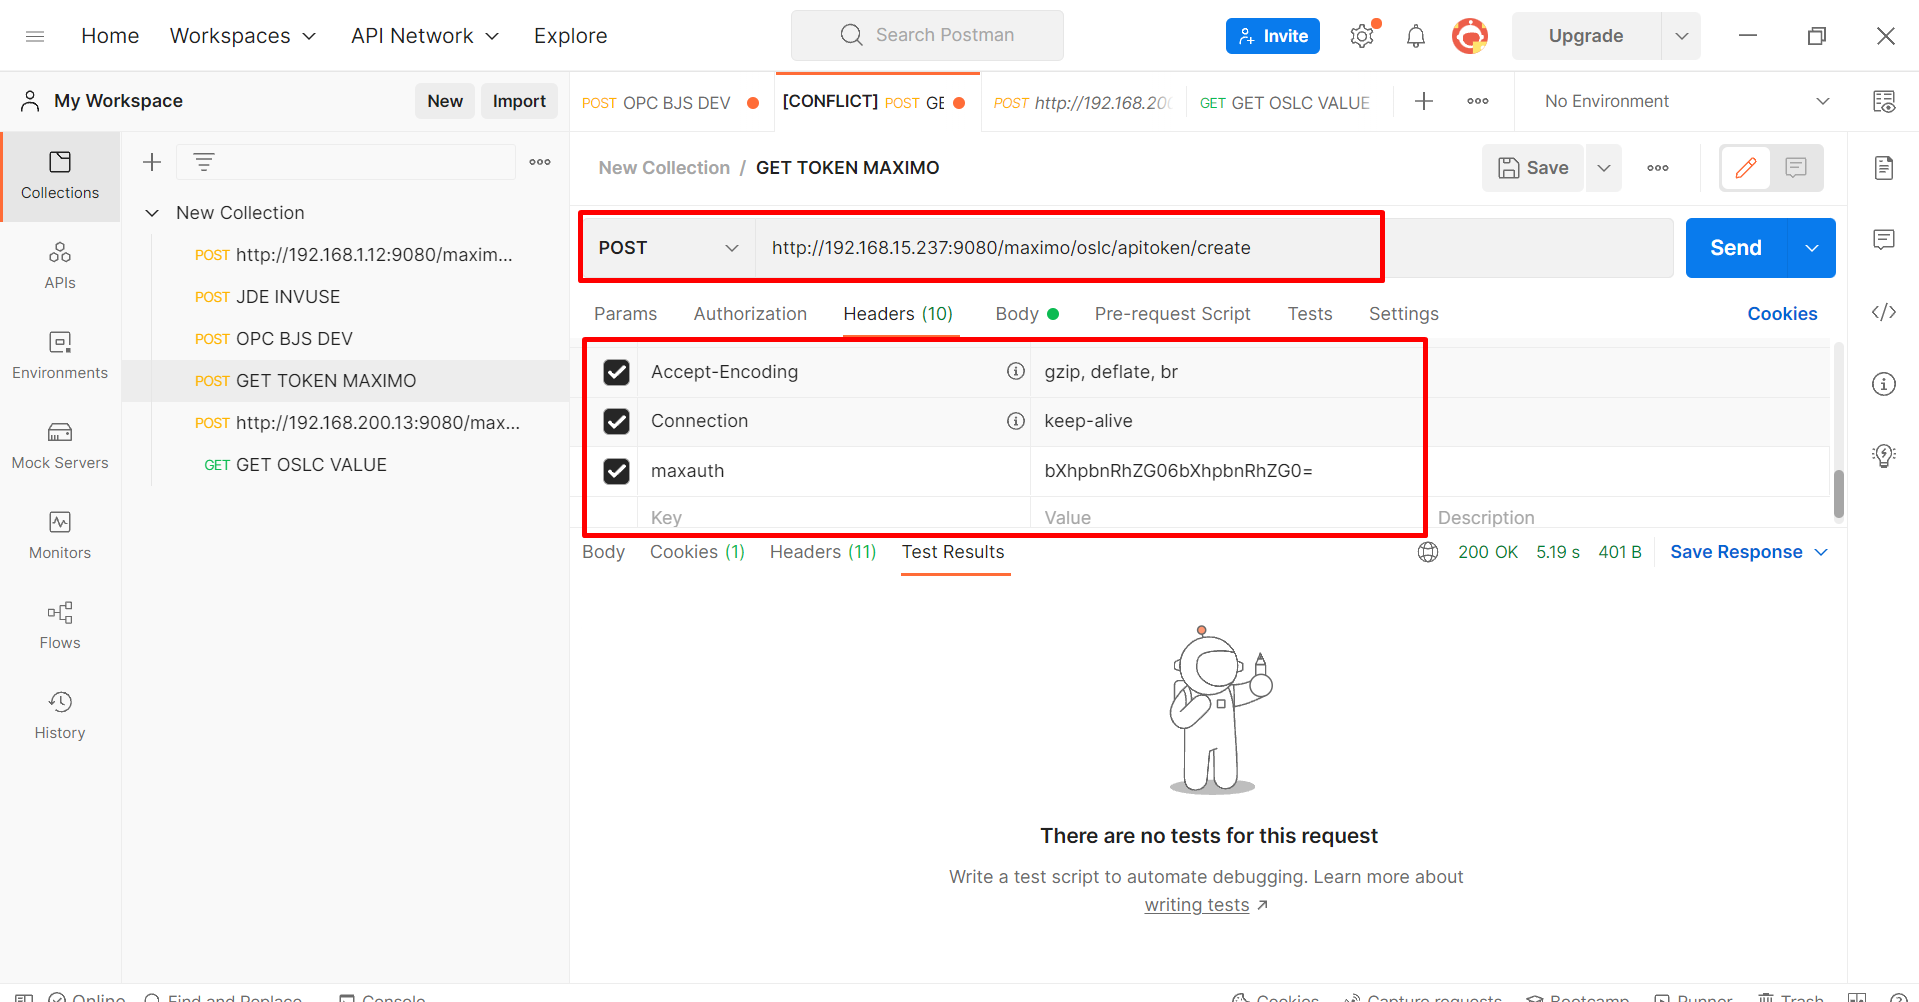 Home Workspaces API Network Explore Search Postman Invite Upgrade
My Workspace New Import
POST OPC BJS DEV [CONFLICT] POST GE POST http://192.168.200 GET GET OSLC VALUE No Environment
New Collection / GET TOKEN MAXIMO Save
Collections
APIs
Environments
Mock Servers
Monitors
Flows
History
New Collection
POST http://192.168.1.12:9080/maxim...
POST JDE INVUSE
POST OPC BJS DEV
POST GET TOKEN MAXIMO
POST http://192.168.200.13:9080/max...
GET GET OSLC VALUE
POST http://192.168.15.237:9080/maximo/oslc/apitoken/create Send
Params Authorization Headers (10) Body Pre-request Script Tests Settings Cookies
Accept-Encoding gzip, deflate, br
Connection keep-alive
maxauth bXhpbnRhZG06bXhpbnRhZG0=
Key Value Description
Body Cookies (1) Headers (11) Test Results 200 OK 5.19 s 401 B Save Response
There are no tests for this request
Write a test script to automate debugging. Learn more about
writing tests ↗
Online Find and Replace Console Cookies Capture requests Bootcamp Runner Trash